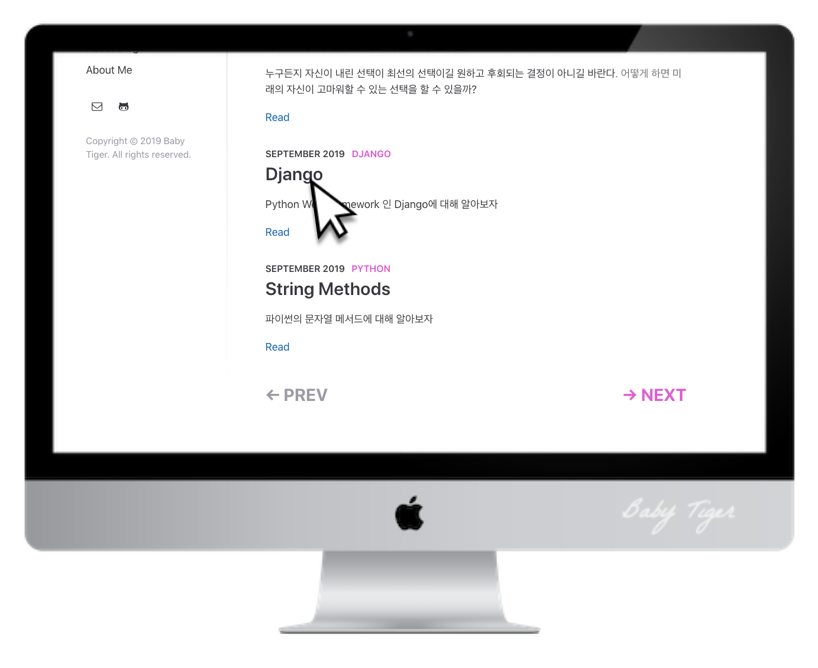 About Me
Copyright © 2019 Baby
Tiger. All rights reserved.
누구든지 자신이 내린 선택이 최선의 선택이길 원하고 후회되는 결정이 아니길 바란다. 어떻게 하면 미
래의 자신이 고마워할 수 있는 선택을 할 수 있을까?
Read
SEPTEMBER 2019 DJANGO
Django
Python 인 Django에 대해 알아보자
Read
SEPTEMBER 2019 PYTHON
String Methods
파이썬의 문자열 메서드에 대해 알아보자
Read
← PREV
→ NEXT
Baby Tiger